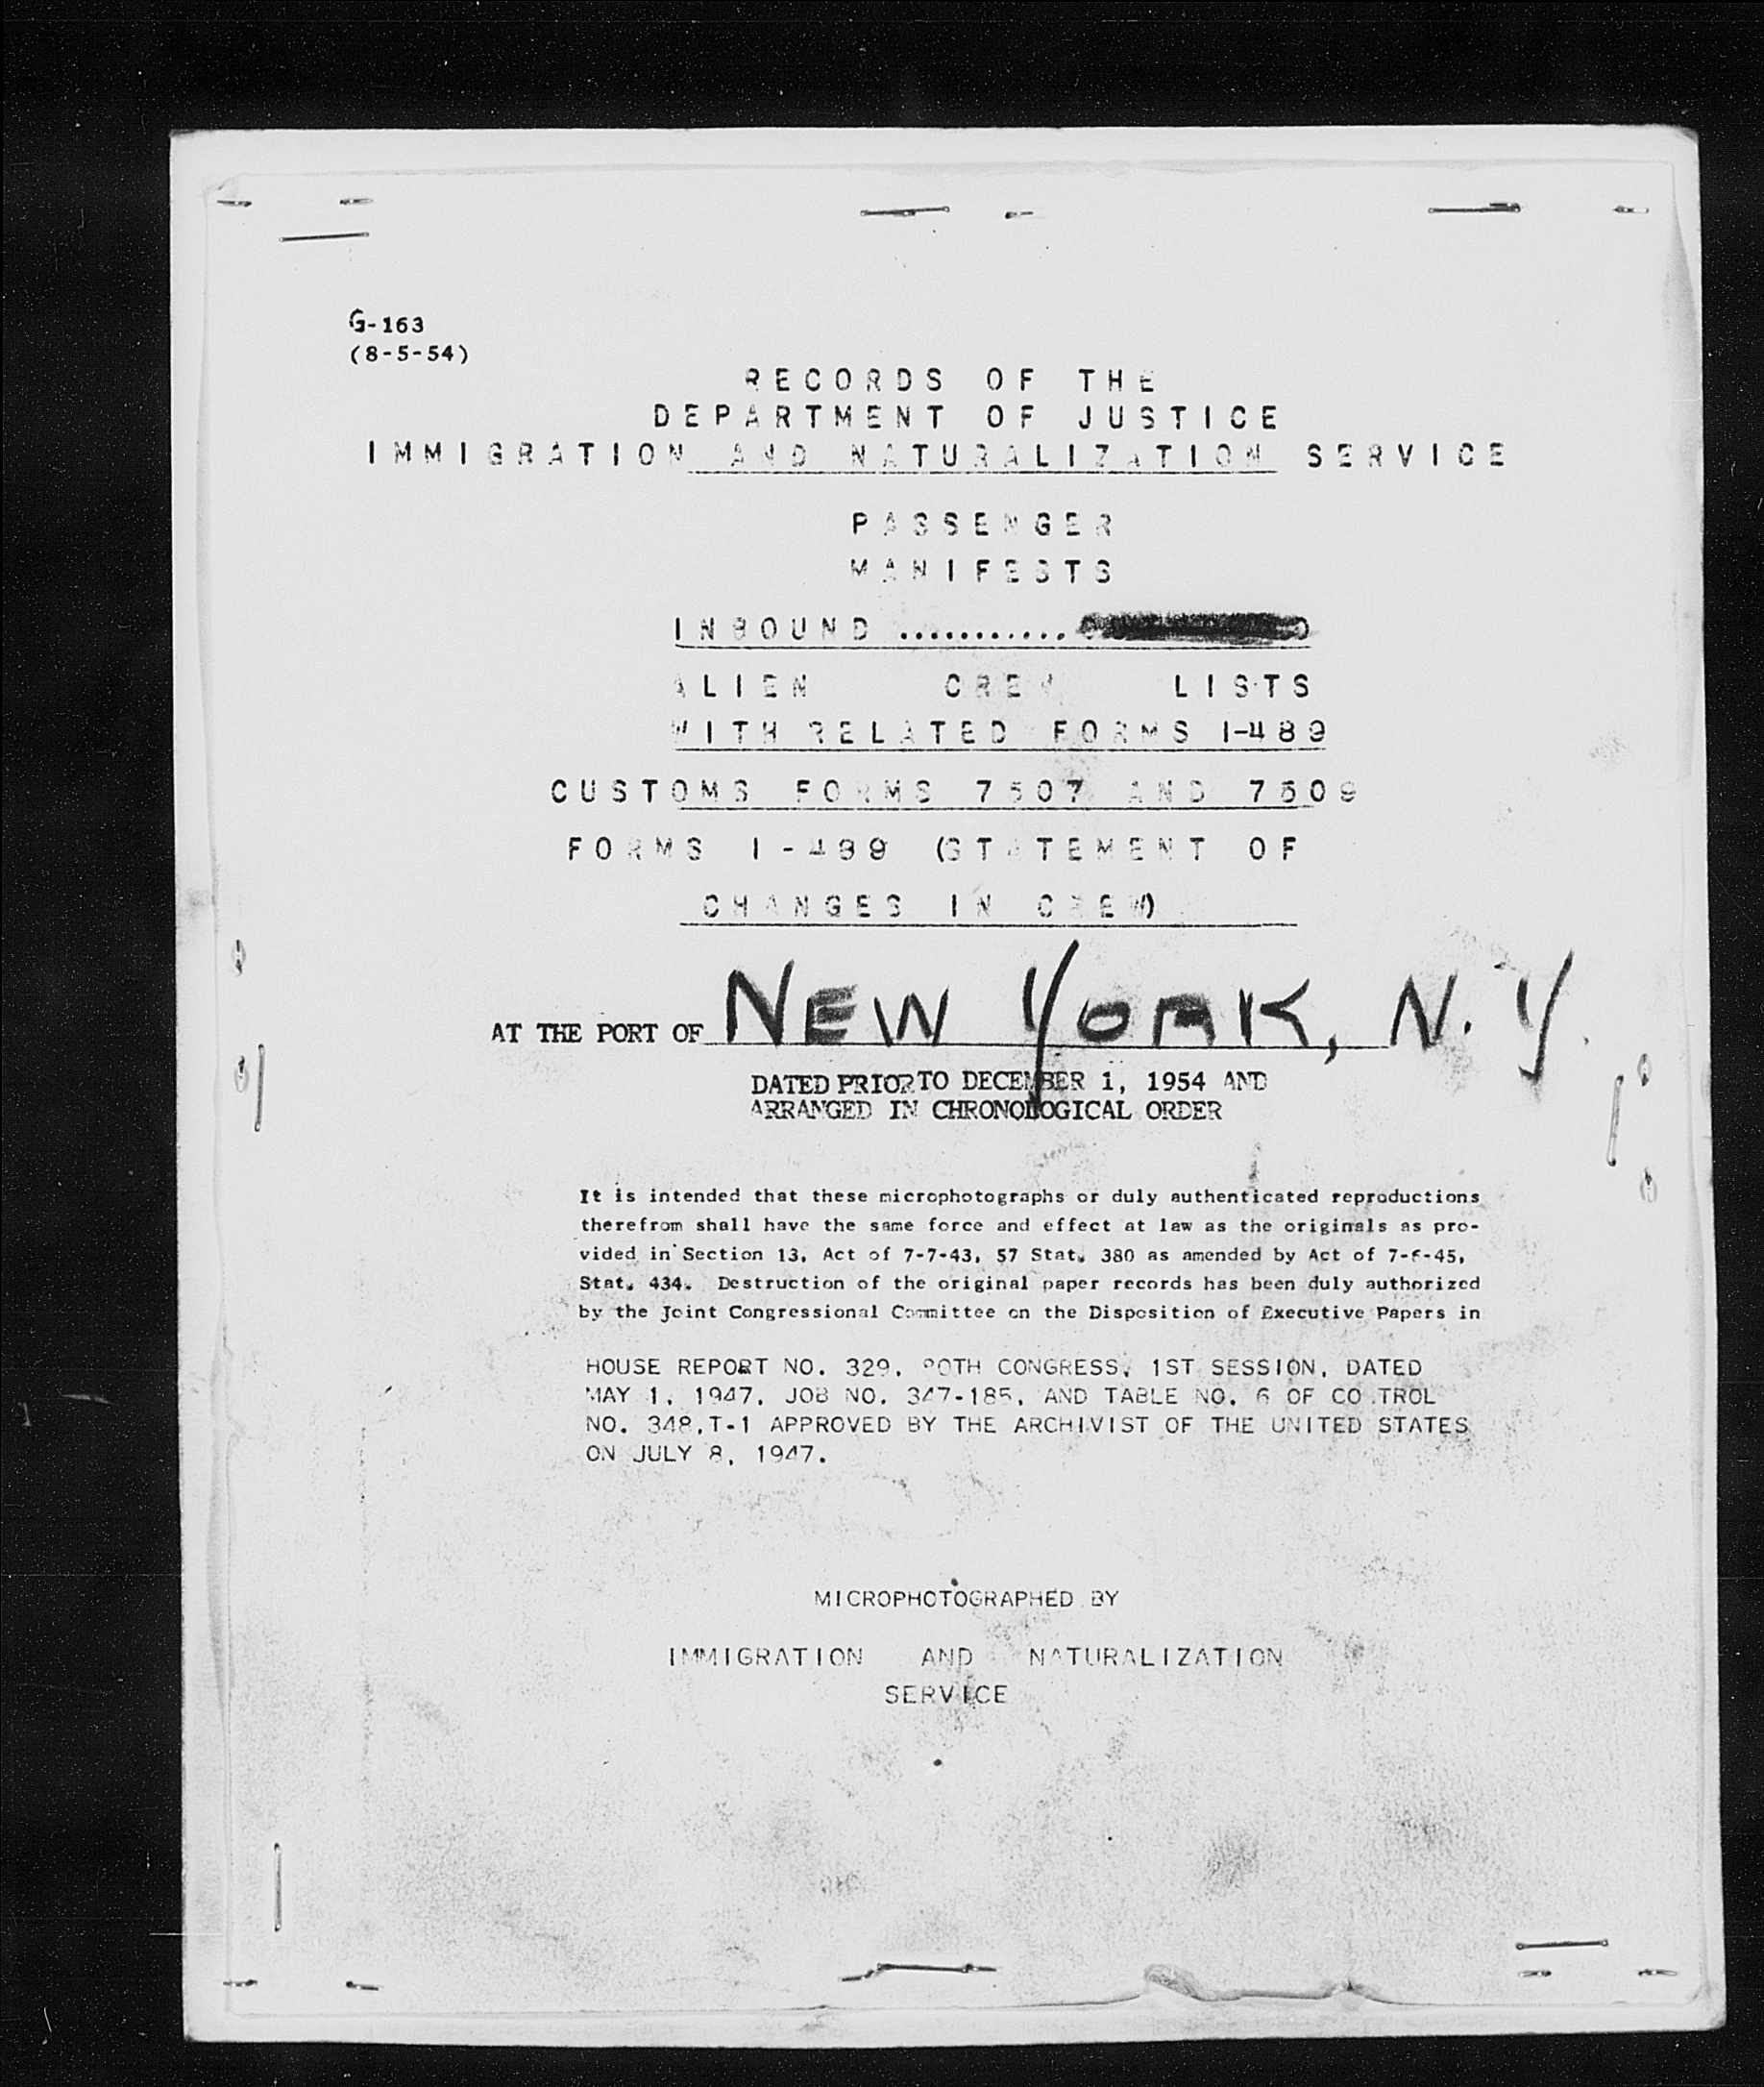 G-163
(8-5-54)
RECORDS OF THE
DEPARTMENT OF JUSTICE
IMMIGRATION AND NATURALIZATION SERVICE
PASSENGER
MANIFESTS
INBOUND ...........
ALIEN CREW LISTS
WITH RELATED FORMS I-489
CUSTOMS FORMS 7507 AND 7509
FORMS I-489 (STATEMENT OF
CHANGES IN CREW)
AT THE PORT OF NEW YORK, N.Y.
DATED PRIOR TO DECEMBER 1, 1954 AND
ARRANGED IN CHRONOLOGICAL ORDER
It is intended that these microphotographs or duly authenticated reproductions
therefrom shall have the same force and effect at law as the originals as pro-
vided in Section 13, Act of 7-7-43, 57 Stat. 380 as amended by Act of 7-6-45,
Stat. 434. Destruction of the original paper records has been duly authorized
by the Joint Congressional Committee on the Disposition of Executive Papers in
HOUSE REPORT NO. 329, 80TH CONGRESS, 1ST SESSION, DATED
MAY 1, 1947, JOB NO. 347-185, AND TABLE NO. 6 OF CO TROL
NO. 348,T-1 APPROVED BY THE ARCHIVIST OF THE UNITED STATES
ON JULY 8, 1947.
MICROPHOTOGRAPHED BY
IMMIGRATION AND NATURALIZATION
SERVICE